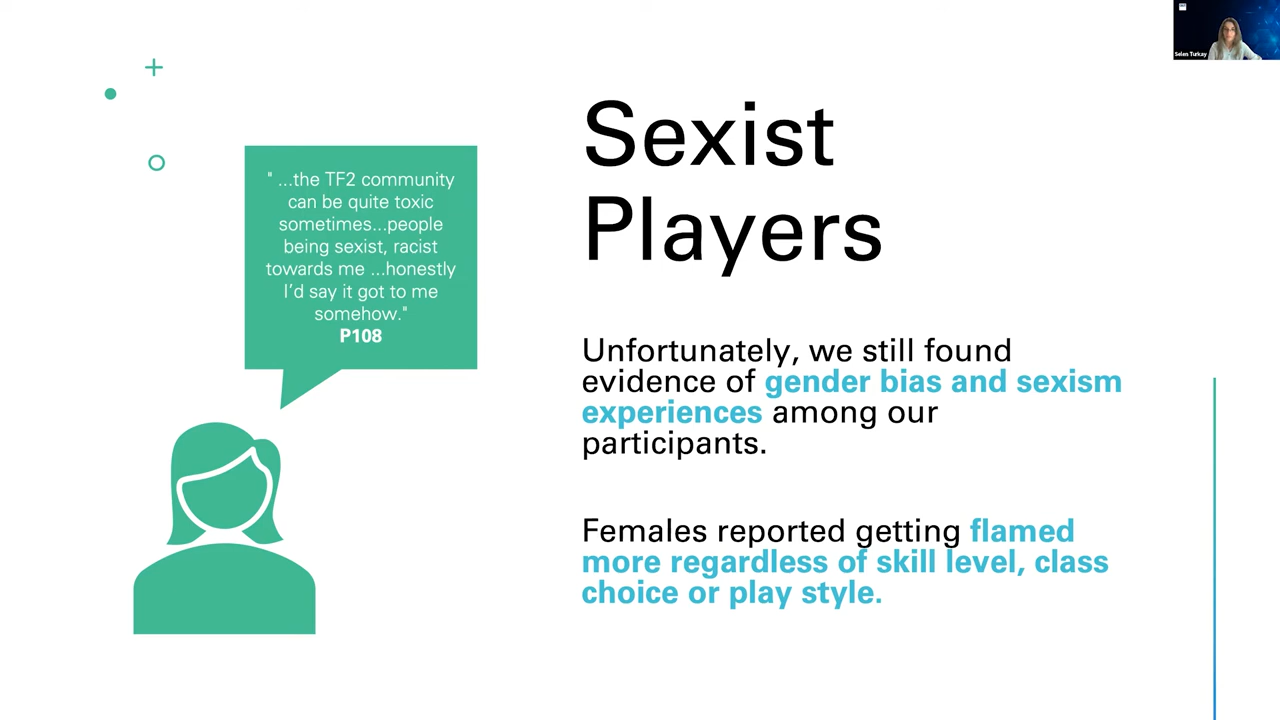 Selen Turkay
Sexist
Players
" ...the TF2 community
can be quite toxic
sometimes...people
being sexist, racist
towards me ...honestly
I'd say it got to me
somehow."
P108
Unfortunately, we still found
evidence of gender bias and sexism
experiences among our
participants.
Females reported getting flamed
more regardless of skill level, class
choice or play style.